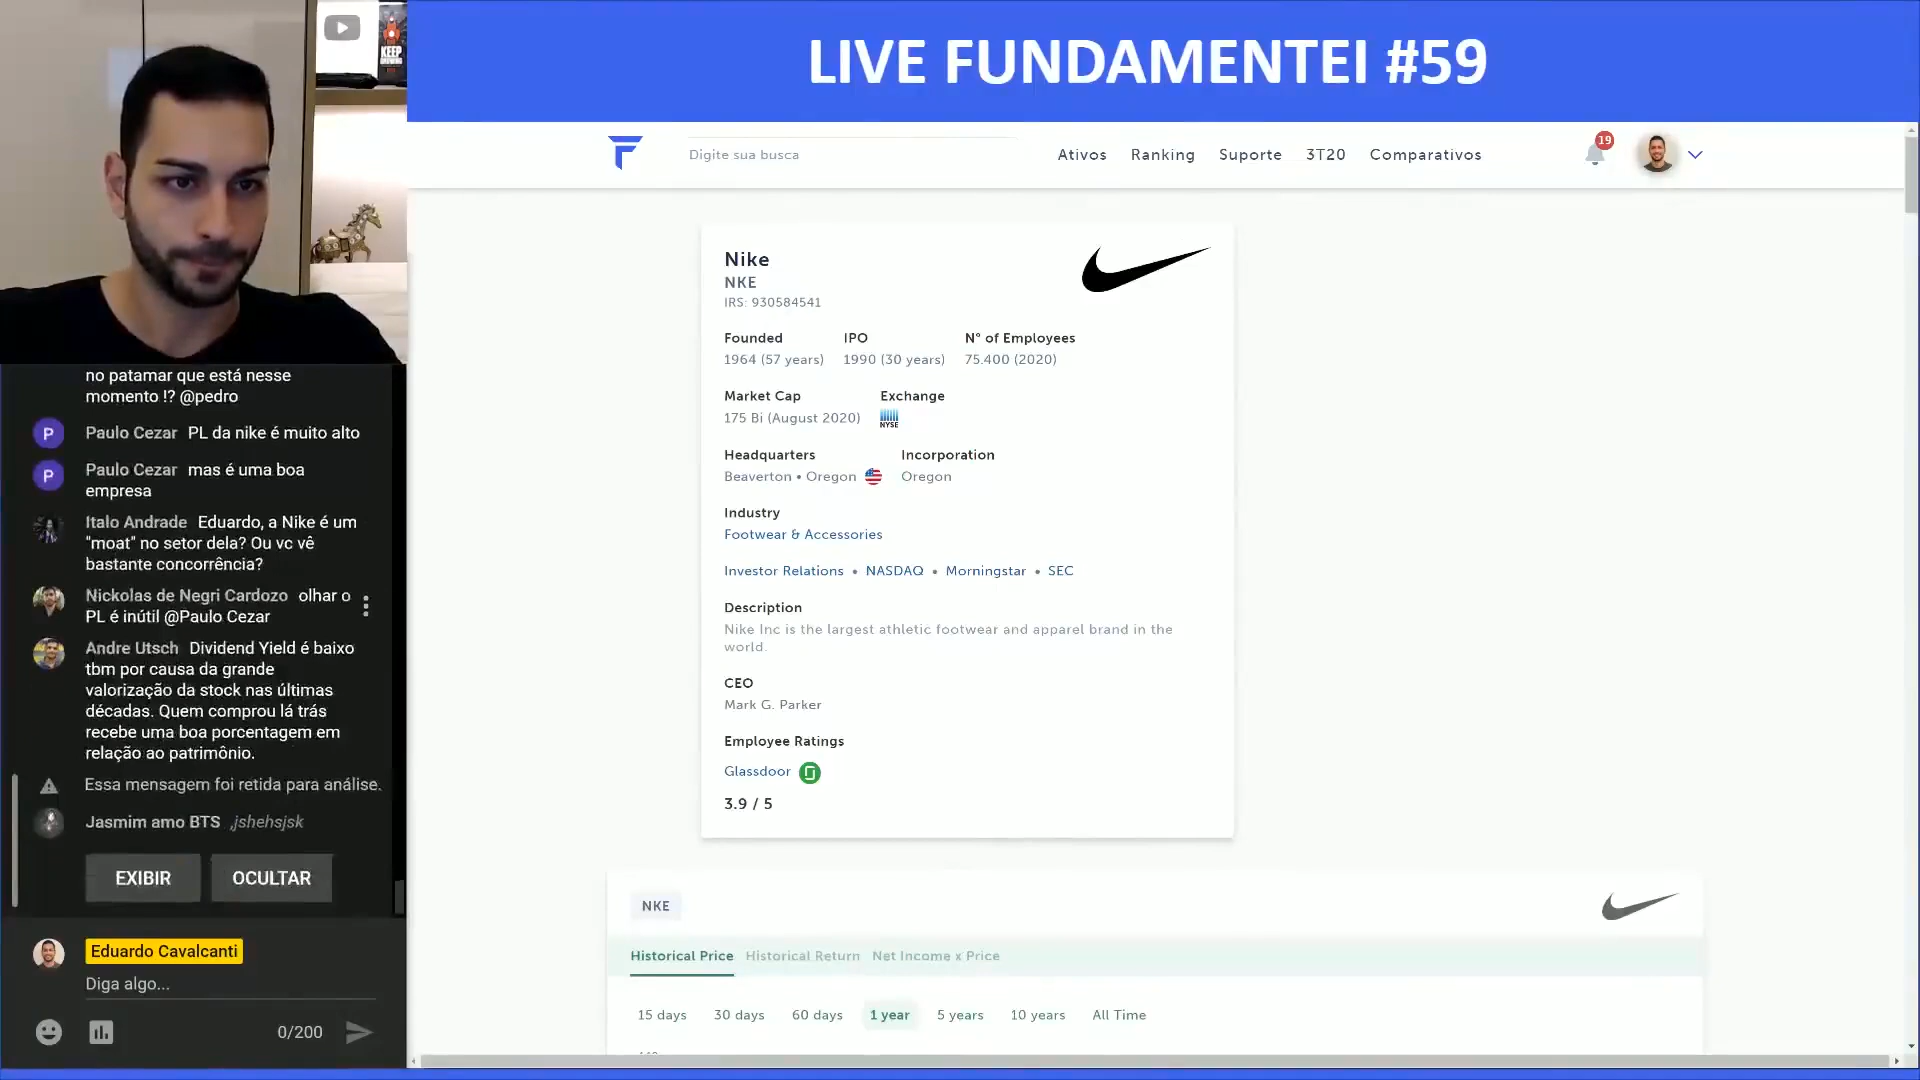 LIVE FUNDAMENTEI #59
KEEP
Digite sua busca
Ativos
Ranking
Suporte
3T20
Comparativos
19
Nike
NKE
IRS: 930584541
Founded
IPO
N° of Employees
1964 (57 years)
1990 (30 years)
75.400 (2020)
Market Cap
Exchange
175 Bi (August 2020)
NYSE
Headquarters
Incorporation
Beaverton • Oregon
Oregon
Industry
Footwear & Accessories
Investor Relations • NASDAQ • Morningstar • SEC
Description
Nike Inc is the largest athletic footwear and apparel brand in the
world.
CEO
Mark G. Parker
Employee Ratings
Glassdoor
3.9 / 5
NKE
Historical Price
Historical Return
Net Income x Price
15 days
30 days
60 days
1 year
5 years
10 years
All Time
no patamar que está nesse
momento !? @pedro
P
Paulo Cezar PL da nike é muito alto
P
Paulo Cezar mas é uma boa
empresa
Italo Andrade Eduardo, a Nike é um
"moat" no setor dela? Ou vc vê
bastante concorrência?
Nickolas de Negri Cardozo olhar o
PL é inútil @Paulo Cezar
Andre Utsch Dividend Yield é baixo
tbm por causa da grande
valorização da stock nas últimas
décadas. Quem comprou lá trás
recebe uma boa porcentagem em
relação ao patrimônio.
Essa mensagem foi retida para análise.
Jasmim amo BTS ,jshehsjsk
EXIBIR
OCULTAR
Eduardo Cavalcanti
Diga algo...
0/200